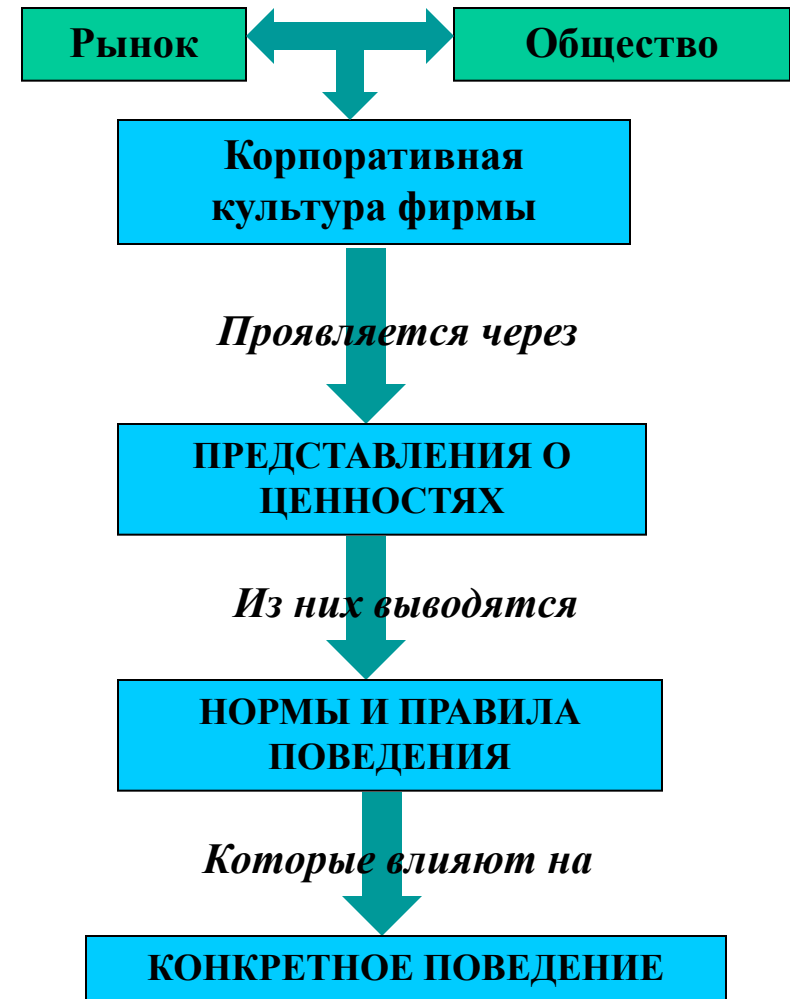 Рынок
Общество
Корпоративная
культура фирмы
Проявляется через
ПРЕДСТАВЛЕНИЯ О
ЦЕННОСТЯХ
Из них выводятся
НОРМЫ И ПРАВИЛА
ПОВЕДЕНИЯ
Которые влияют на
КОНКРЕТНОЕ ПОВЕДЕНИЕ